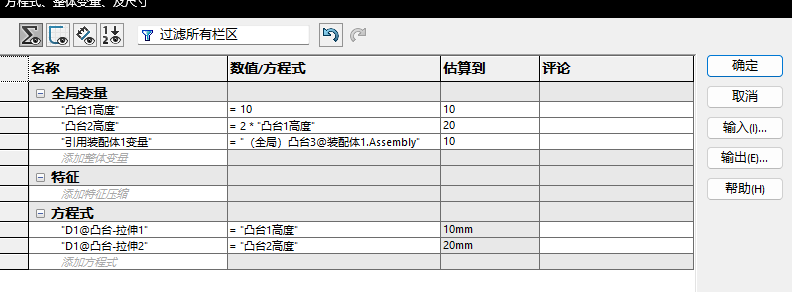 方程式、整体变量、及尺寸
过滤所有栏区
名称 数值/方程式 估算到 评论
全局变量
"凸台1高度" = 10 10
"凸台2高度" = 2 * "凸台1高度" 20
"引用装配体1变量" = "（全局）凸台3@装配体1.Assembly" 10
添加整体变量
特征
添加特征压缩
方程式
"D1@凸台-拉伸1" = "凸台1高度" 10mm
"D1@凸台-拉伸2" = "凸台2高度" 20mm
添加方程式
确定
取消
输入(I)...
输出(E)...
帮助(H)